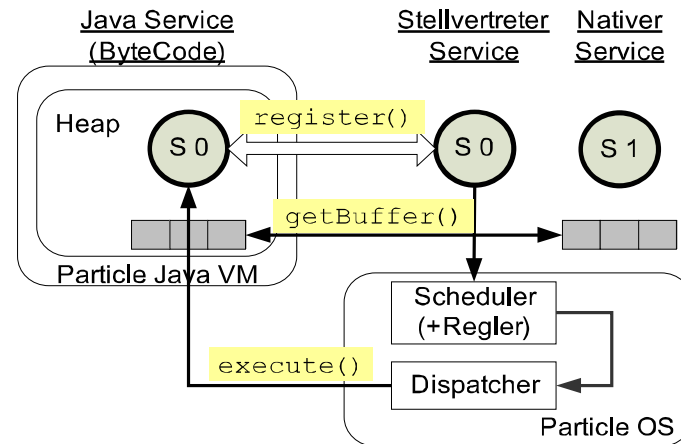 Java Service
(ByteCode)
Stellvertreter
Service
Nativer
Service
Heap
register()
S 0
S 0
S 1
getBuffer()
Particle Java VM
Scheduler
(+Regler)
execute()
Dispatcher
Particle OS